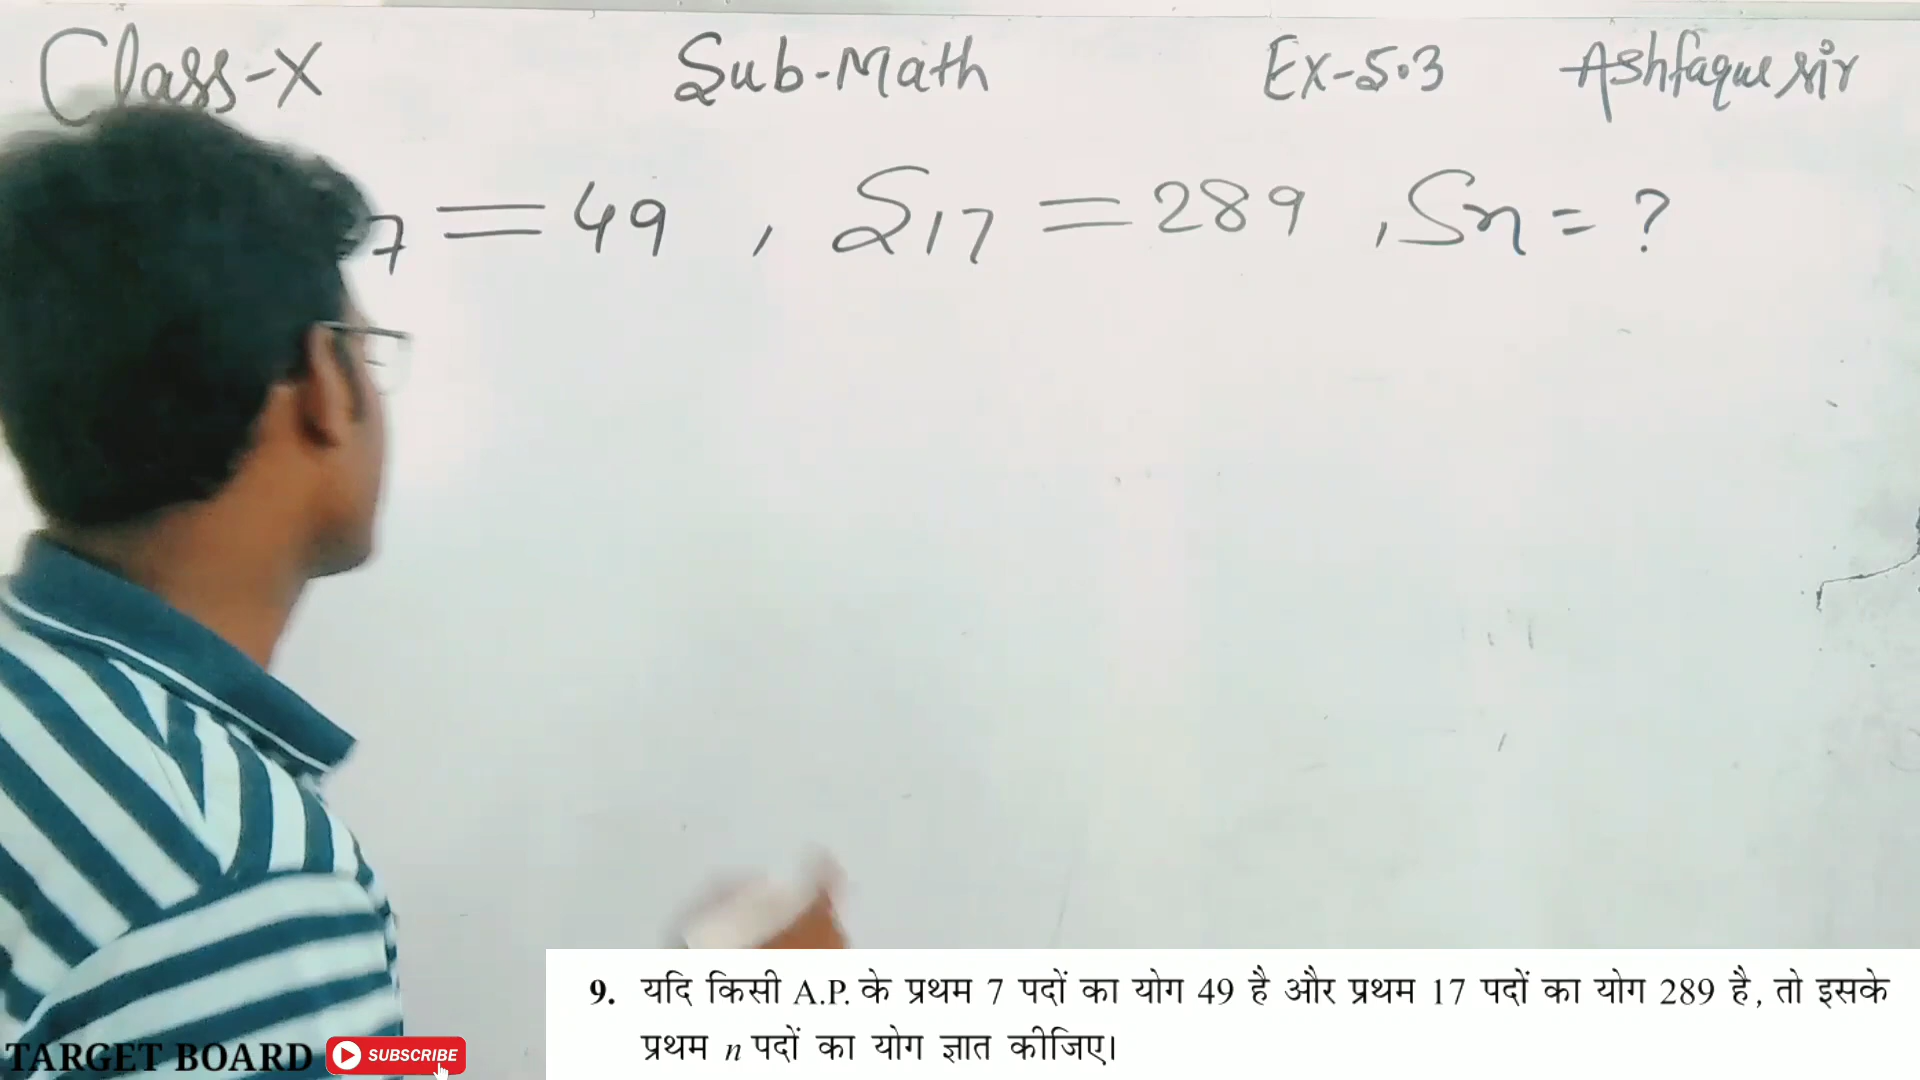 Class-X Sub-Math Ex-5.3 Ashfaque sir
7 = 49 , S17 = 289 , Sn = ?
9. यदि किसी A.P. के प्रथम 7 पदों का योग 49 है और प्रथम 17 पदों का योग 289 है, तो इसके
प्रथम n पदों का योग ज्ञात कीजिए।
TARGET BOARD SUBSCRIBE